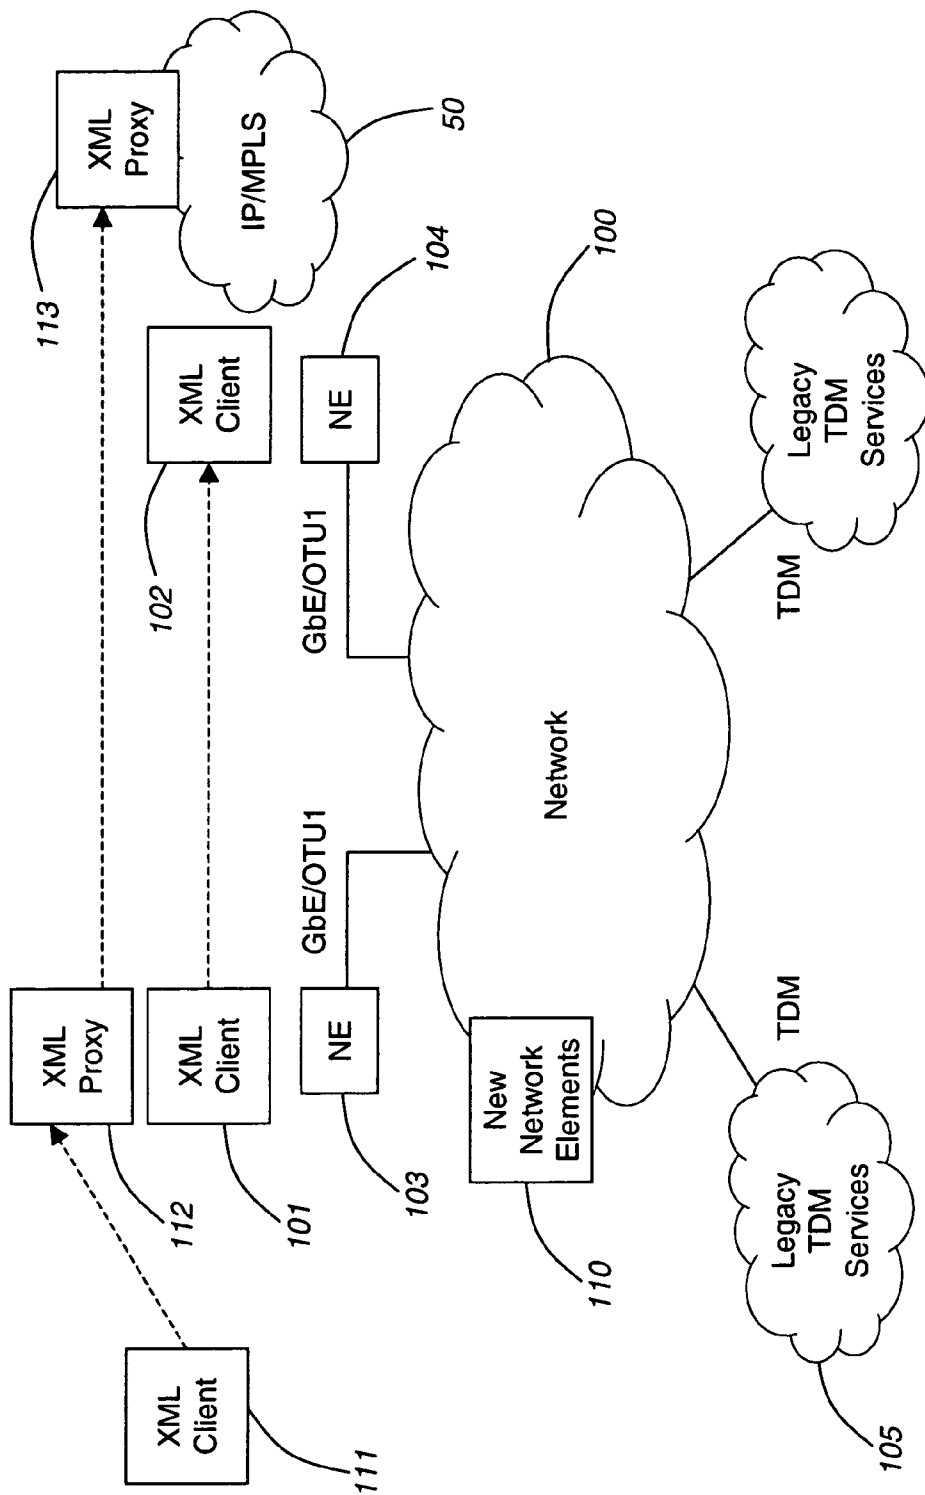 XML
Proxy
113
IP/MPLS
50
XML
Client
102
NE
104
GbE/OTU1
100
Network
Legacy
TDM
Services
TDM
GbE/OTU1
XML
Proxy
112
XML
Client
101
NE
103
New
Network
Elements
110
TDM
Legacy
TDM
Services
105
XML
Client
111